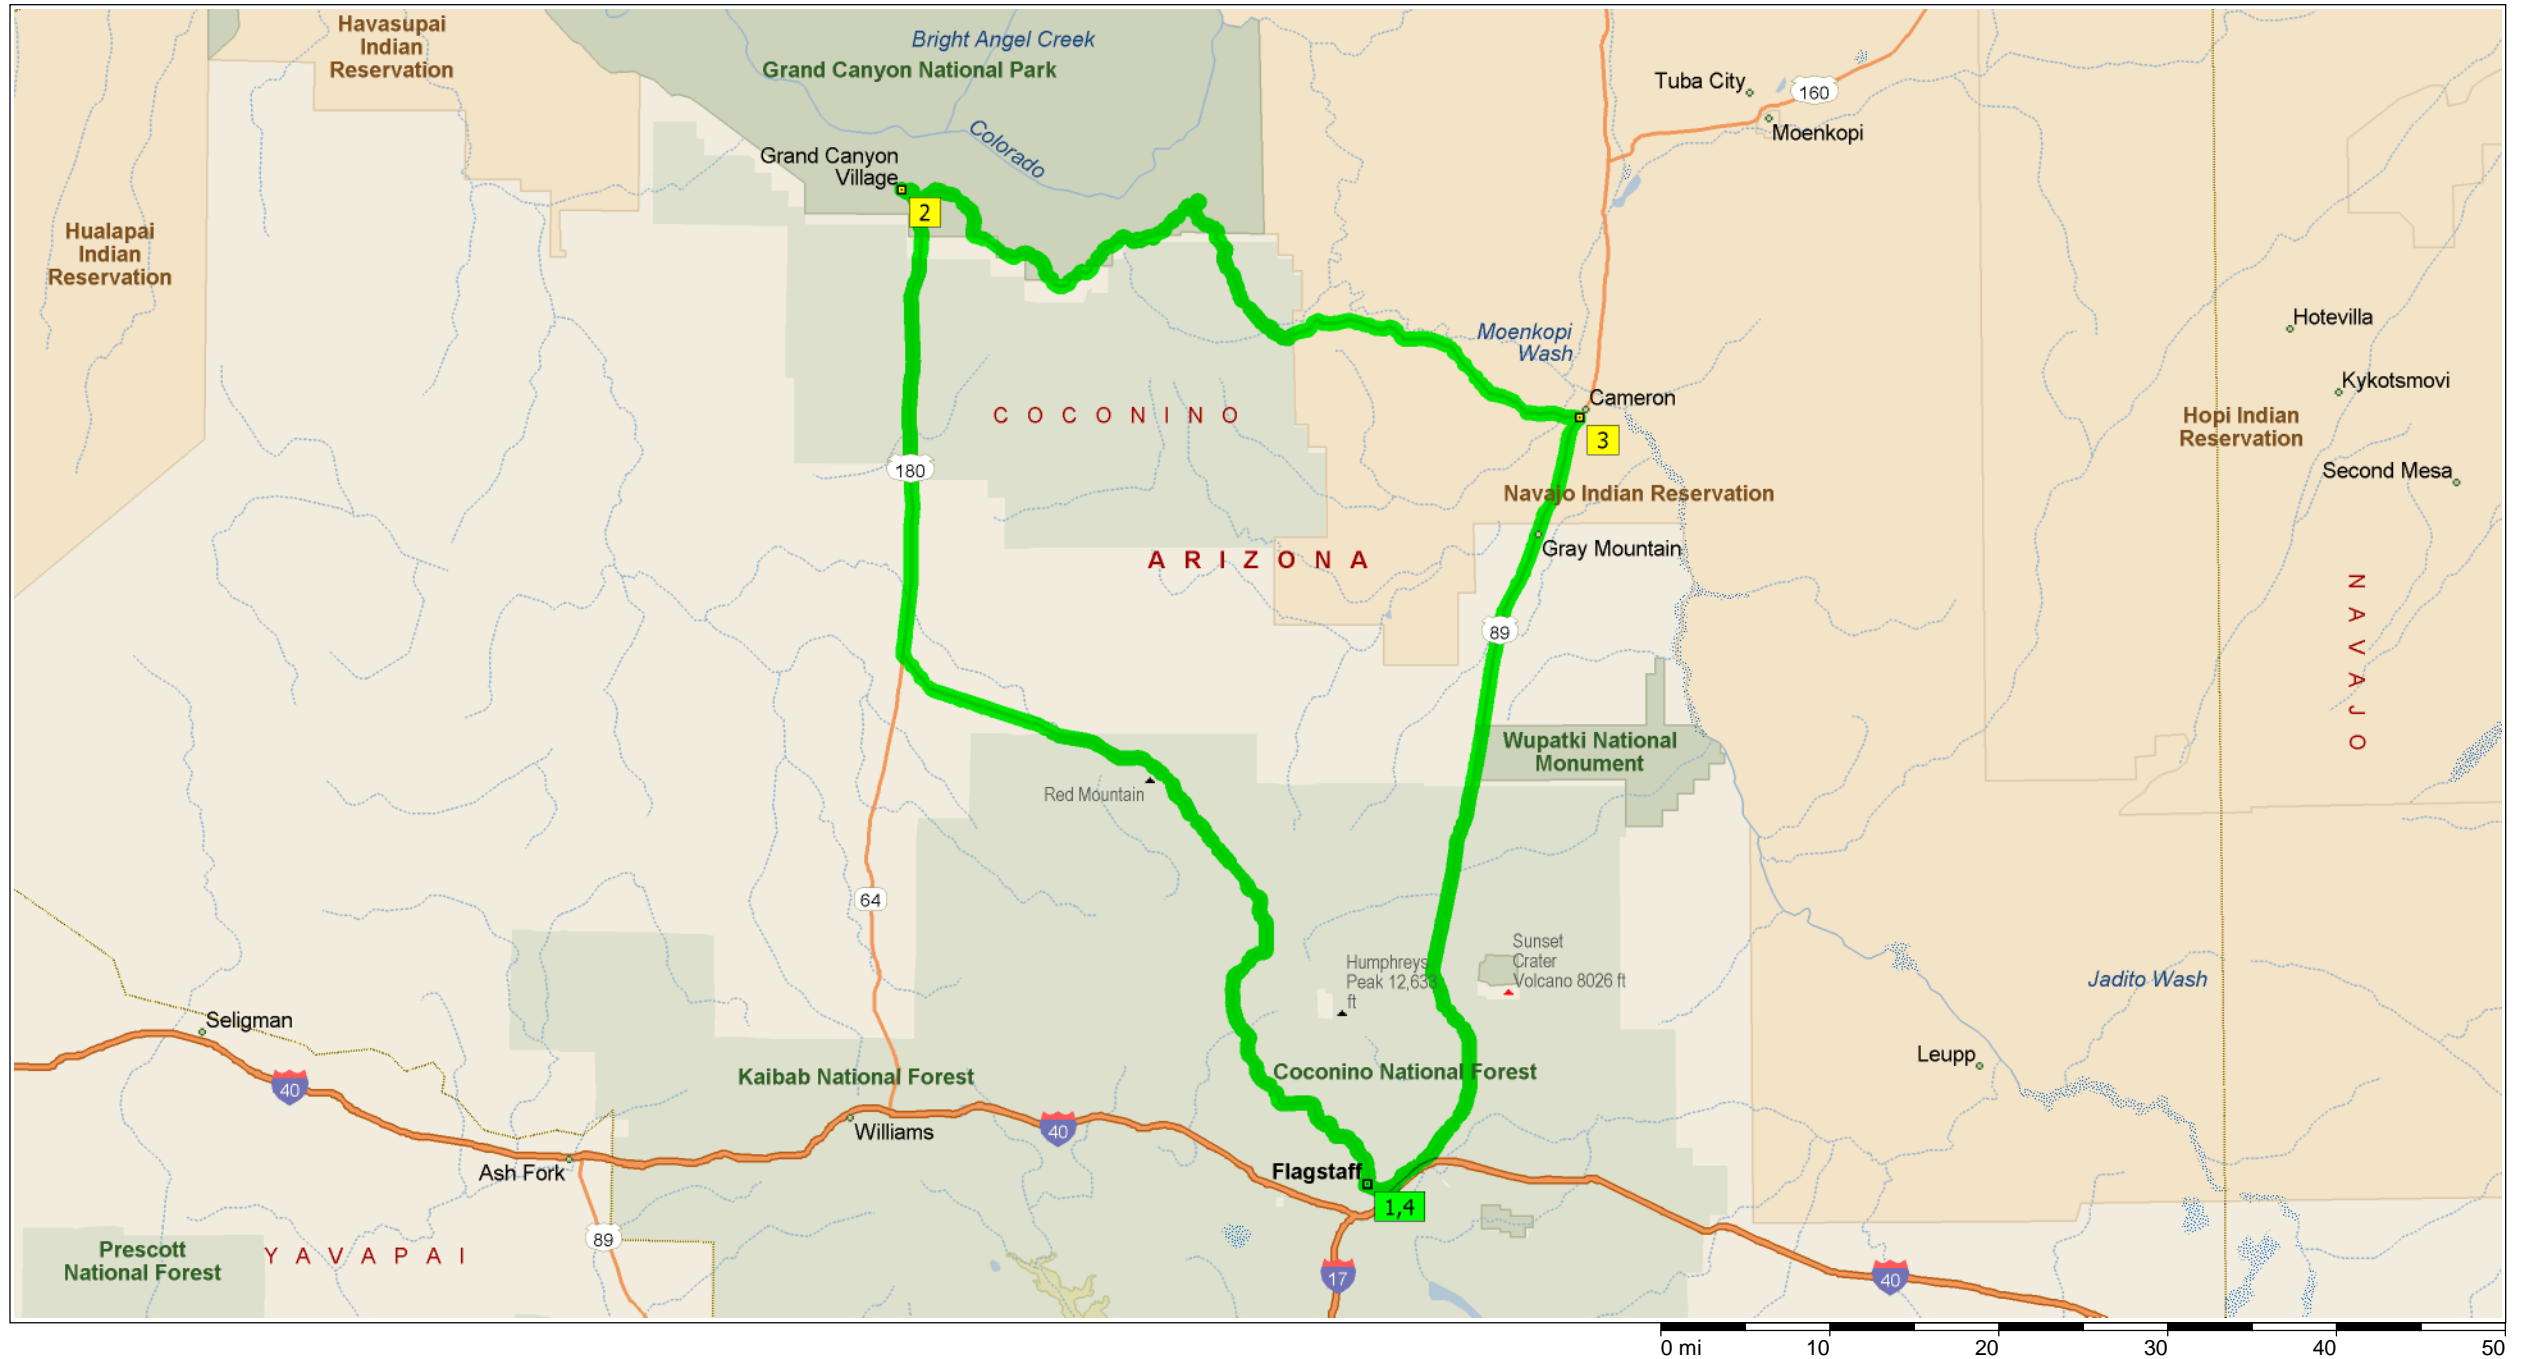 Havasupai
Indian
Reservation
Bright Angel Creek
Grand Canyon National Park
Tuba City
160
Moenkopi
Colorado
Grand Canyon
Village
2
Hualapai
Indian
Reservation
Moenkopi
Wash
Hotevilla
Kykotsmovi
Cameron
3
COCONINO
Hopi Indian
Reservation
180
Second Mesa
Navajo Indian Reservation
Gray Mountain
ARIZONA
NAVAJO
89
Wupatki National
Monument
Red Mountain
64
Humphreys
Peak 12,633
ft
Sunset
Crater
Volcano 8026 ft
Jadito Wash
Seligman
Leupp
40
Kaibab National Forest
Coconino National Forest
Williams
40
Ash Fork
Flagstaff
1,4
89
Prescott
National Forest
YAVAPAI
17
40
0 mi 10 20 30 40 50